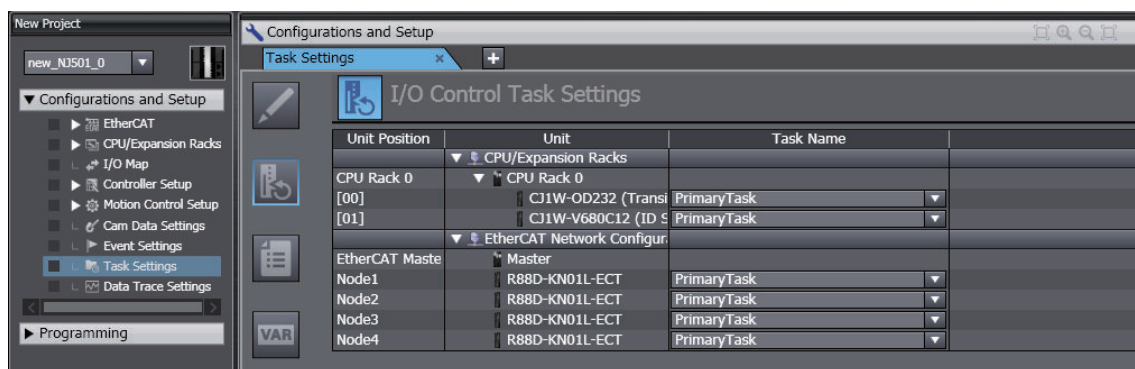 New Project
new_NJ501_0
Configurations and Setup
EtherCAT
CPU/Expansion Racks
I/O Map
Controller Setup
Motion Control Setup
Cam Data Settings
Event Settings
Task Settings
Data Trace Settings
Programming
Configurations and Setup
Task Settings
I/O Control Task Settings
Unit Position Unit Task Name
CPU/Expansion Racks
CPU Rack 0 CPU Rack 0
[00] CJ1W-OD232 (Transi PrimaryTask
[01] CJ1W-V680C12 (ID S PrimaryTask
EtherCAT Network Configur
EtherCAT Maste Master
Node1 R88D-KN01L-ECT PrimaryTask
Node2 R88D-KN01L-ECT PrimaryTask
Node3 R88D-KN01L-ECT PrimaryTask
Node4 R88D-KN01L-ECT PrimaryTask
VAR